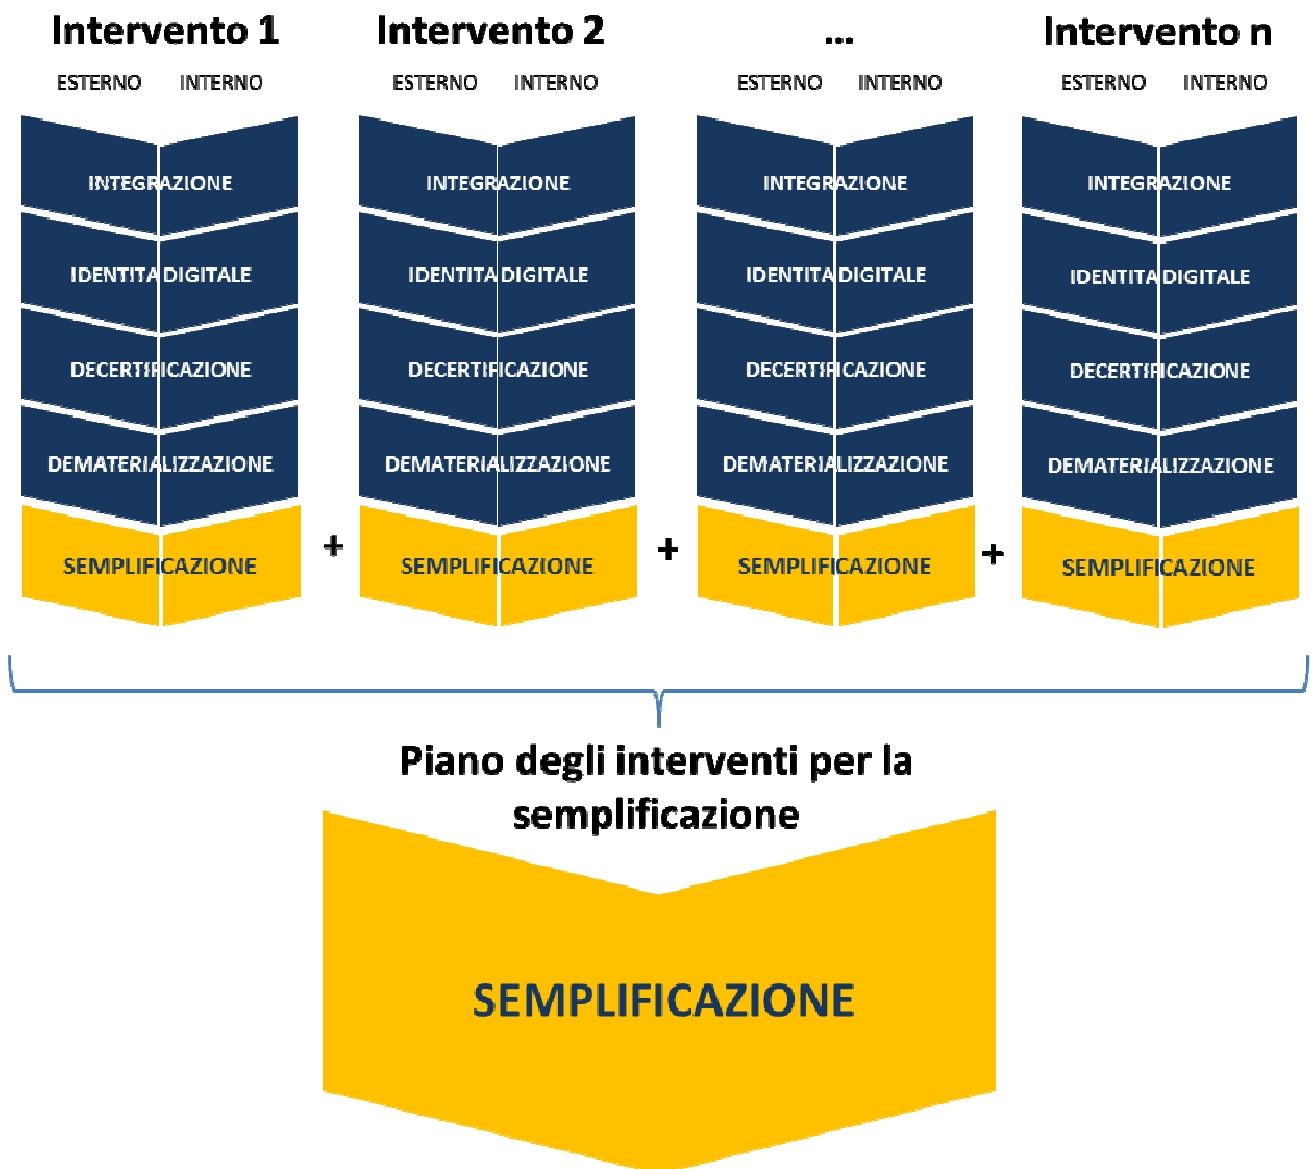 Intervento 1 Intervento 2 ... Intervento n
ESTERNO INTERNO ESTERNO INTERNO ESTERNO INTERNO ESTERNO INTERNO
INTEGRAZIONE INTEGRAZIONE INTEGRAZIONE INTEGRAZIONE
IDENTITA DIGITALE IDENTITA DIGITALE IDENTITA DIGITALE IDENTITA DIGITALE
DECERTIFICAZIONE DECERTIFICAZIONE DECERTIFICAZIONE DECERTIFICAZIONE
DEMATERIALIZZAZIONE DEMATERIALIZZAZIONE DEMATERIALIZZAZIONE DEMATERIALIZZAZIONE
SEMPLIFICAZIONE + SEMPLIFICAZIONE + SEMPLIFICAZIONE + SEMPLIFICAZIONE
Piano degli interventi per la
semplificazione
SEMPLIFICAZIONE